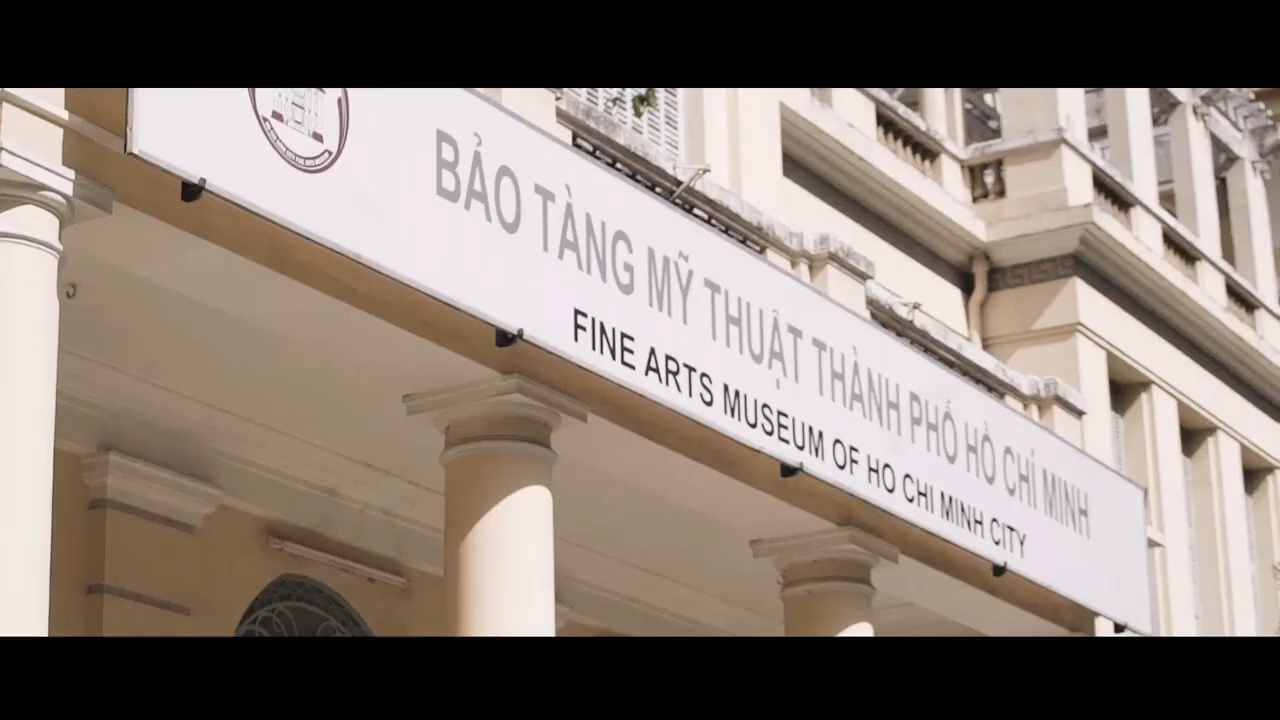 BẢO TÀNG MỸ THUẬT THÀNH PHỐ HỒ CHÍ MINH
FINE ARTS MUSEUM OF HO CHI MINH CITY